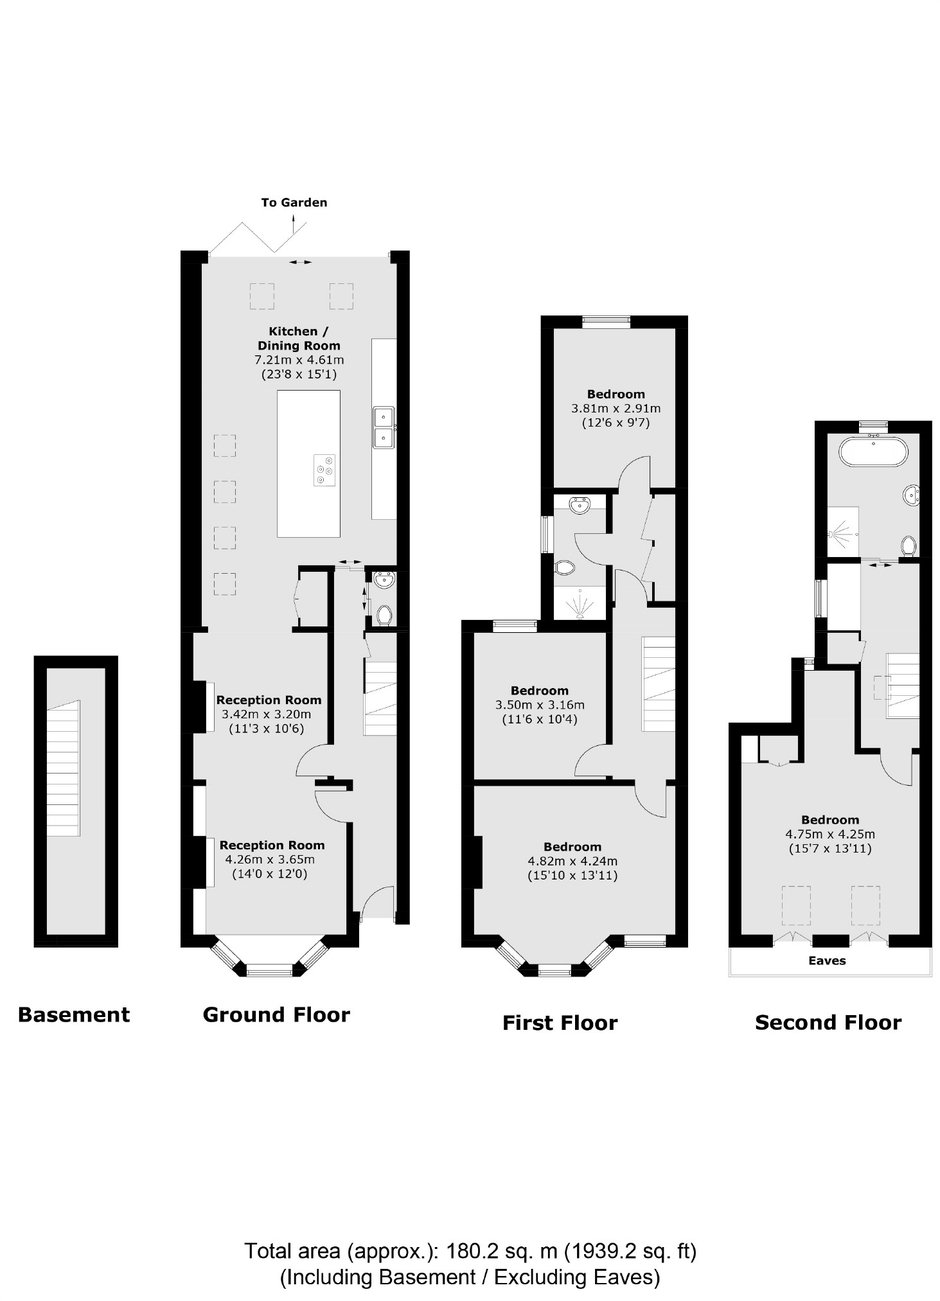 To Garden
Kitchen /
Dining Room
7.21m x 4.61m
(23'8 x 15'1)
Reception Room
3.42m x 3.20m
(11'3 x 10'6)
Reception Room
4.26m x 3.65m
(14'0 x 12'0)
Bedroom
3.81m x 2.91m
(12'6 x 9'7)
Bedroom
3.50m x 3.16m
(11'6 x 10'4)
Bedroom
4.82m x 4.24m
(15'10 x 13'11)
Bedroom
4.75m x 4.25m
(15'7 x 13'11)
Eaves
Basement
Ground Floor
First Floor
Second Floor
Total area (approx.): 180.2 sq. m (1939.2 sq. ft)
(Including Basement / Excluding Eaves)